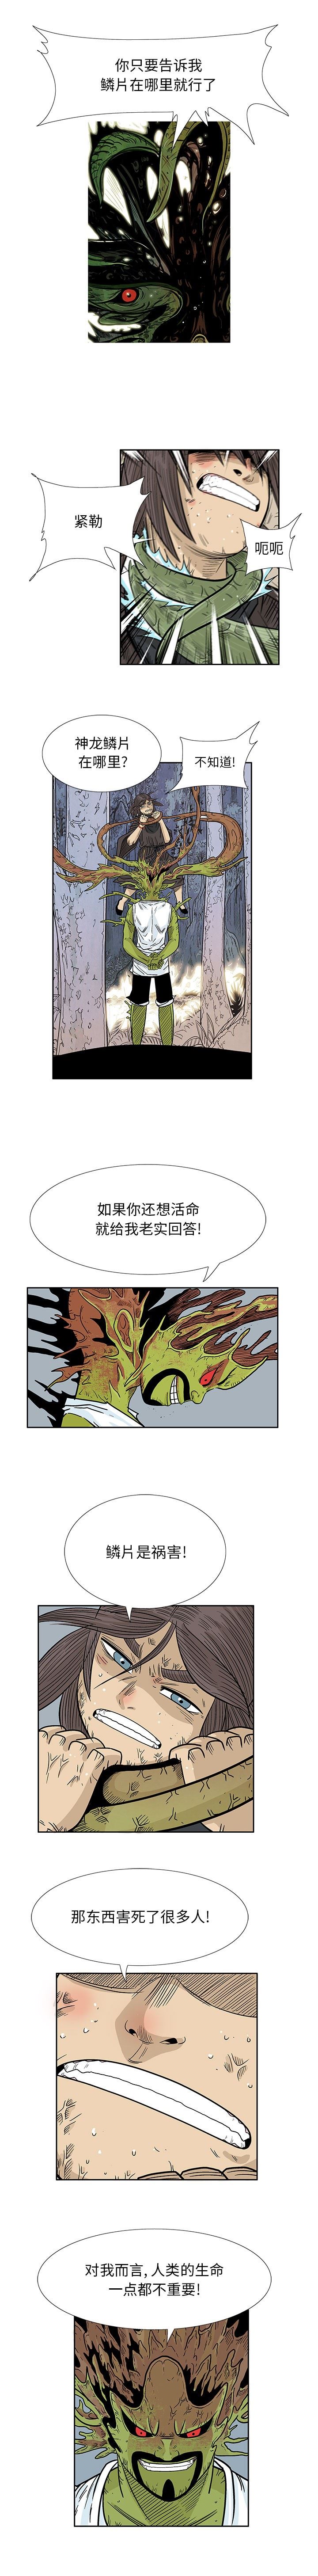 你只要告诉我
鳞片在哪里就行了
紧勒
呃呃
神龙鳞片
在哪里?
不知道!
如果你还想活命
就给我老实回答!
鳞片是祸害!
那东西害死了很多人!
对我而言, 人类的生命
一点都不重要!